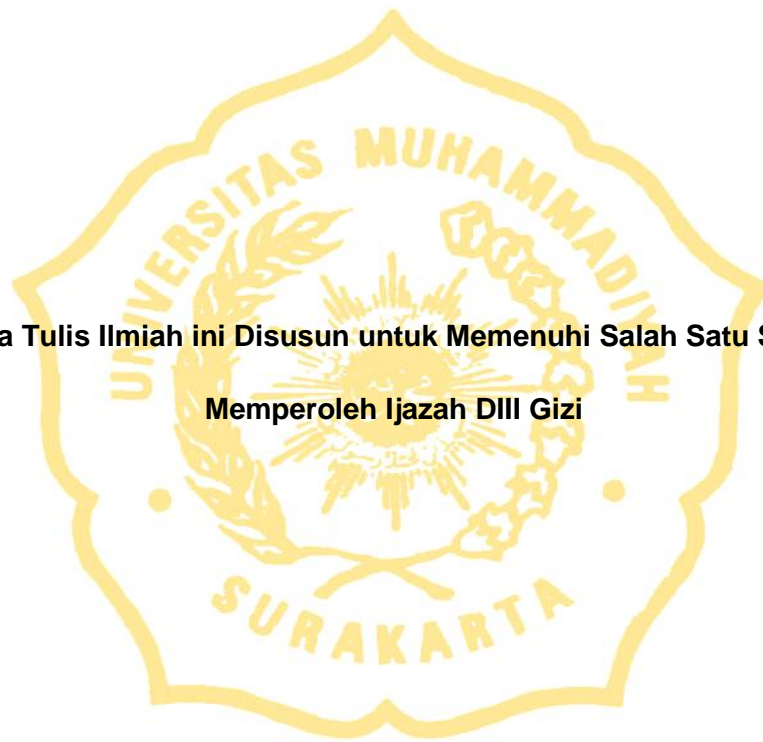 UNIVERSITAS MUHAMMADIYAH
a Tulis Ilmiah ini Disusun untuk Memenuhi Salah Satu S
Memperoleh Ijazah DIII Gizi
SURAKARTA